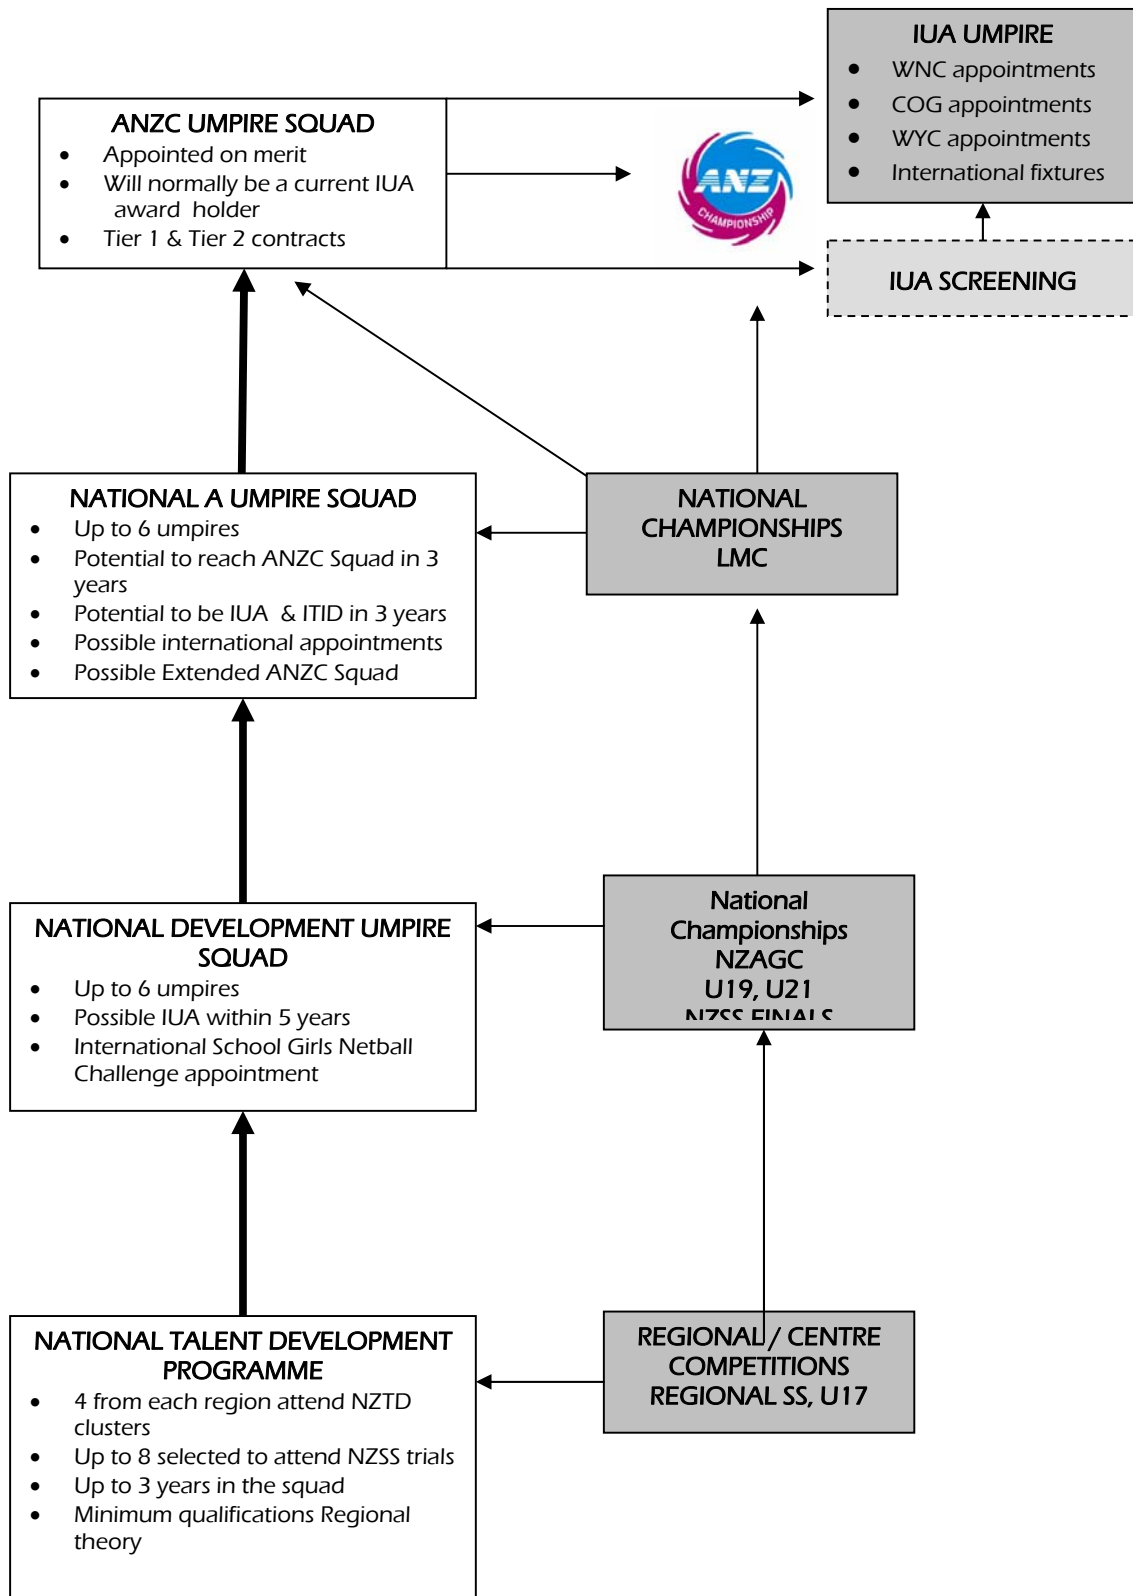 IUA UMPIRE
• WNC appointments
• COG appointments
• WYC appointments
• International fixtures
ANZC UMPIRE SQUAD
• Appointed on merit
• Will normally be a current IUA
award holder
• Tier 1 & Tier 2 contracts
ANZ
CHAMPIONSHIP
IUA SCREENING
NATIONAL A UMPIRE SQUAD
• Up to 6 umpires
• Potential to reach ANZC Squad in 3
years
• Potential to be IUA & ITID in 3 years
• Possible international appointments
• Possible Extended ANZC Squad
NATIONAL
CHAMPIONSHIPS
LMC
NATIONAL DEVELOPMENT UMPIRE
SQUAD
• Up to 6 umpires
• Possible IUA within 5 years
• International School Girls Netball
Challenge appointment
National
Championships
NZAGC
U19, U21
NZSS FINALS
NATIONAL TALENT DEVELOPMENT
PROGRAMME
• 4 from each region attend NZTD
clusters
• Up to 8 selected to attend NZSS trials
• Up to 3 years in the squad
• Minimum qualifications Regional
theory
REGIONAL / CENTRE
COMPETITIONS
REGIONAL SS, U17